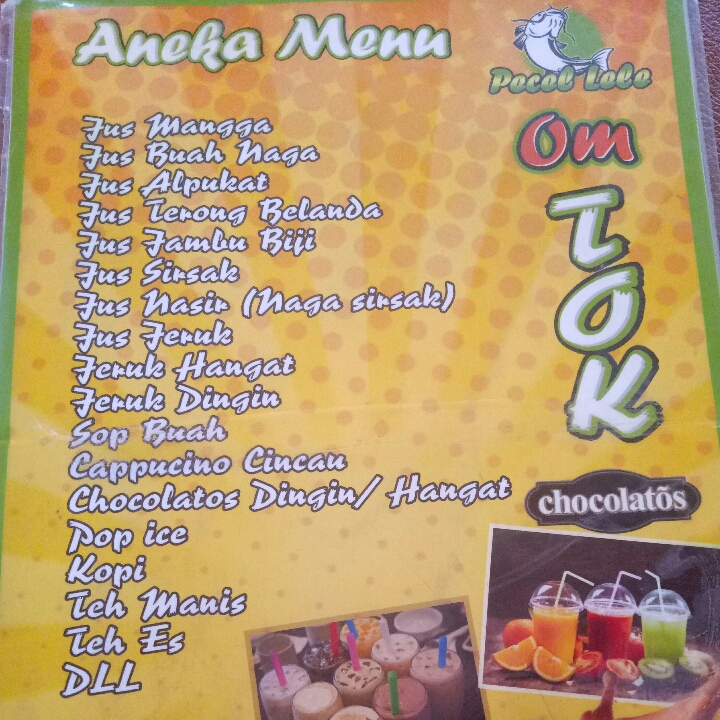 Aneka Menu
Pecel Lele
Om
TOK
Jus Mangga
Jus Buah Naga
Jus Alpukat
Jus Terong Belanda
Jus Jambu Biji
Jus Sirsak
Jus Nasir (Naga sirsak)
Jus Jeruk
Jeruk Hangat
Jeruk Dingin
Sop Buah
Cappucino Cincau
Chocolatos Dingin/ Hangat
Pop ice
Kopi
Teh Manis
Teh Es
DLL
chocolatõs